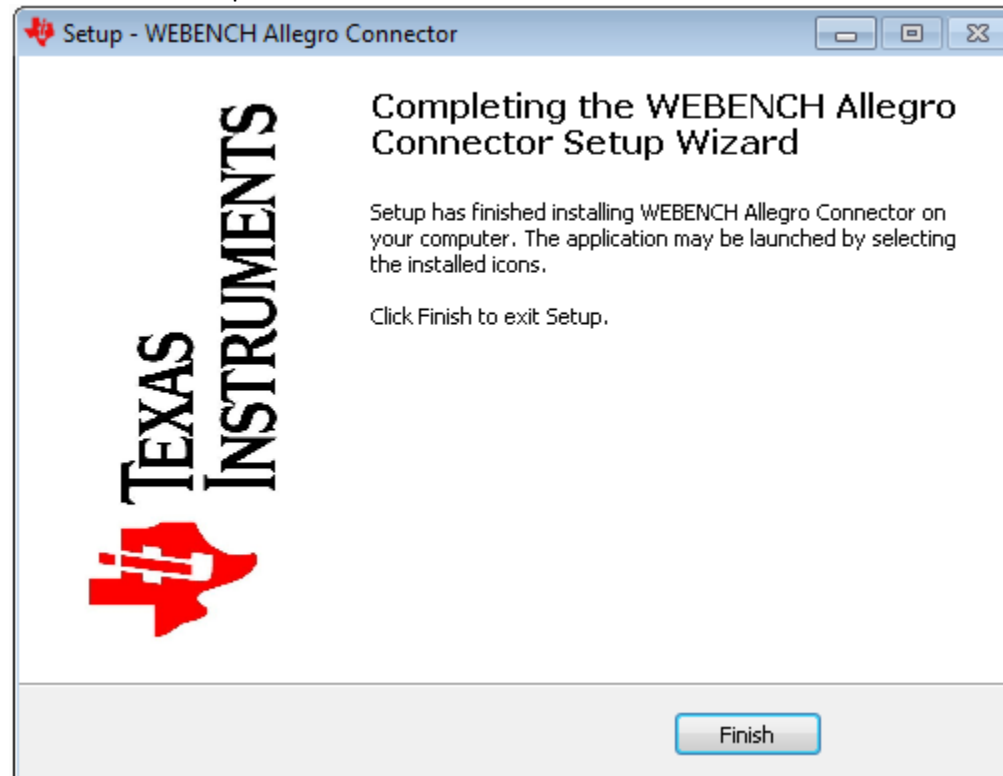 Setup - WEBENCH Allegro Connector
TEXAS
INSTRUMENTS
Completing the WEBENCH Allegro
Connector Setup Wizard
Setup has finished installing WEBENCH Allegro Connector on
your computer. The application may be launched by selecting
the installed icons.
Click Finish to exit Setup.
Finish